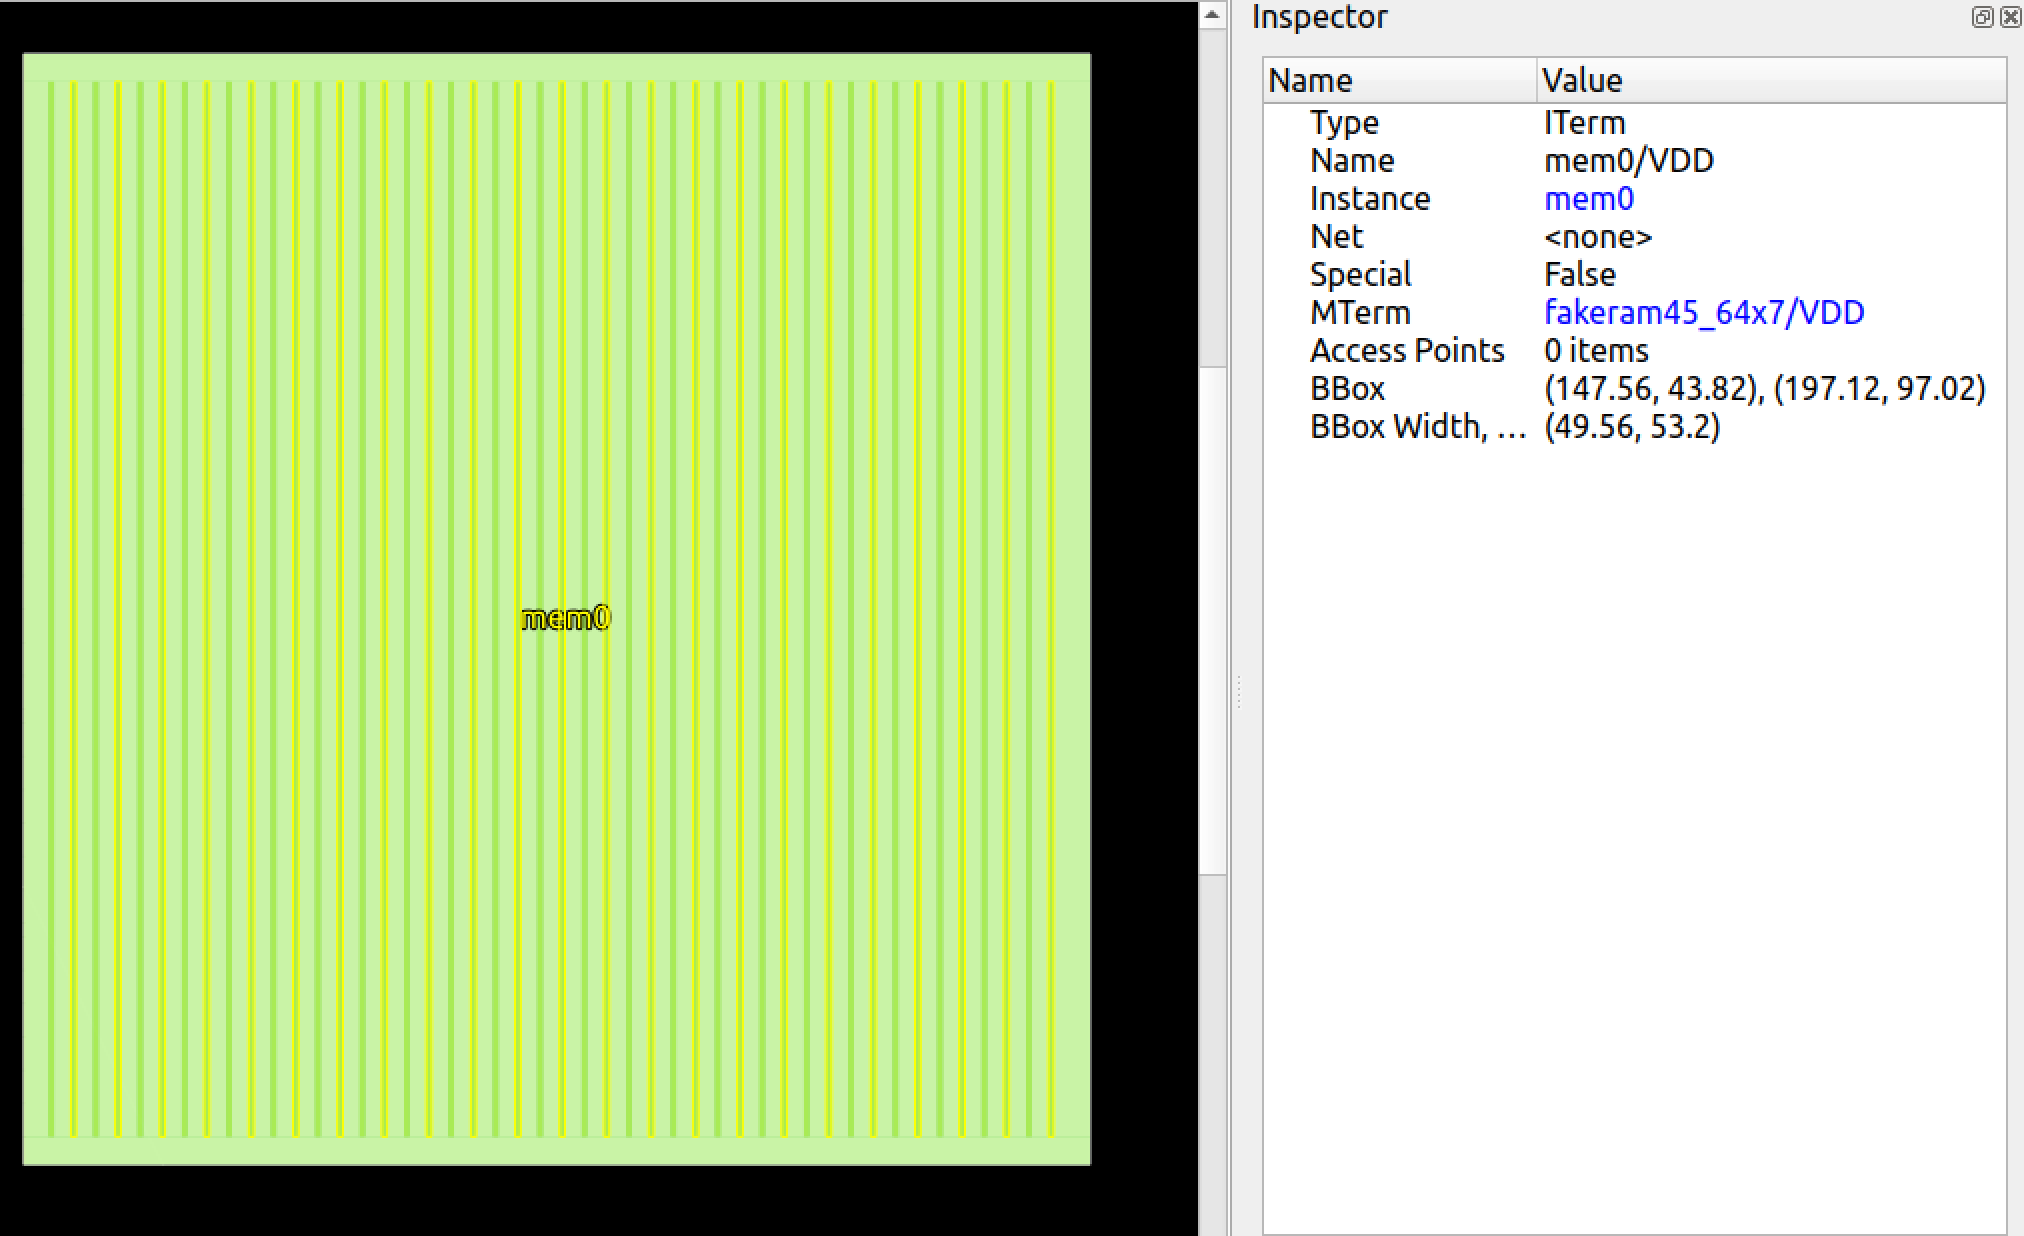 Inspector
Name Value
Type ITerm
Name mem0/VDD
Instance mem0
Net <none>
Special False
MTerm fakeram45_64x7/VDD
Access Points 0 items
BBox (147.56, 43.82), (197.12, 97.02)
BBox Width, ... (49.56, 53.2)
mem0